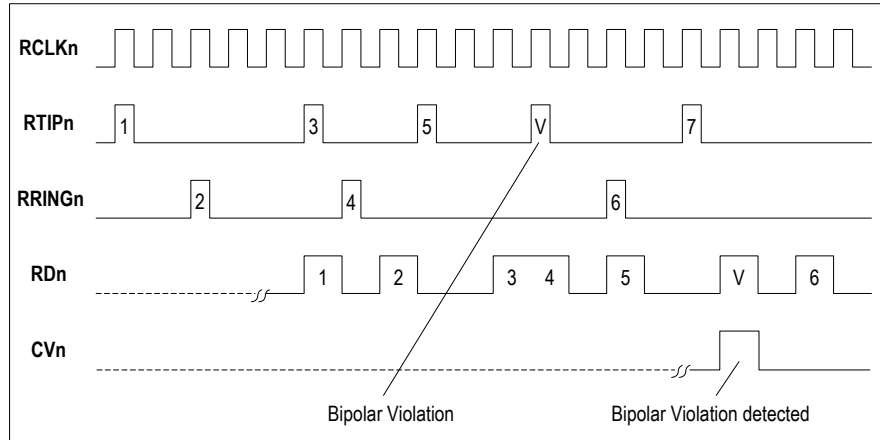 RCLKn
RTIPn
1 3 5 V 7
RRINGn
2 4 6
RDn
1 2 3 4 5 V 6
CVn
Bipolar Violation
Bipolar Violation detected